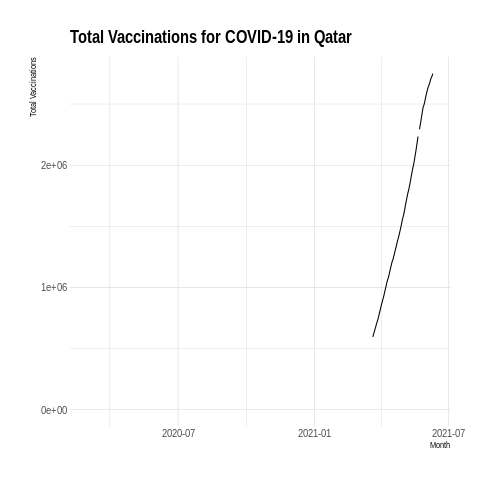 Total Vaccinations for COVID-19 in Qatar
Total Vaccinations
2e+06
1e+06
0e+00
2020-07 2021-01 2021-07
Month